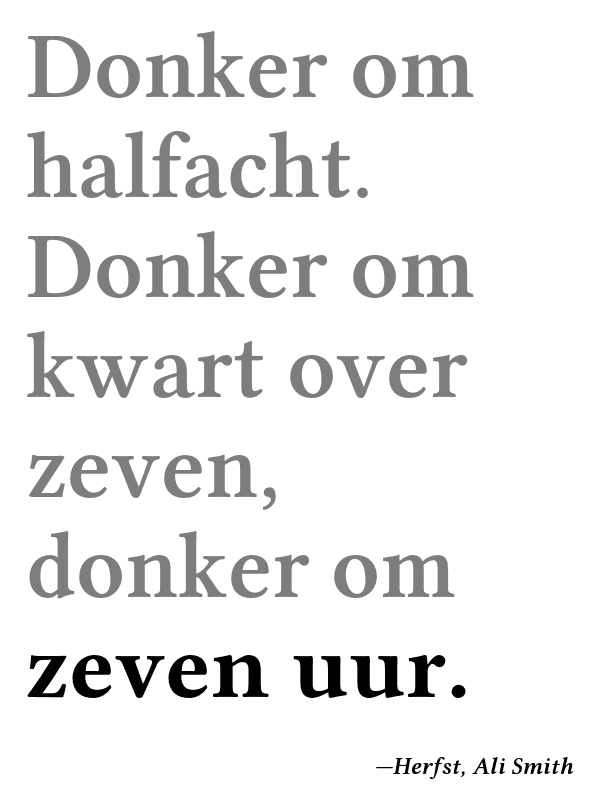 Donker om
halfacht.
Donker om
kwart over
zeven,
donker om
zeven uur.
—Herfst, Ali Smith